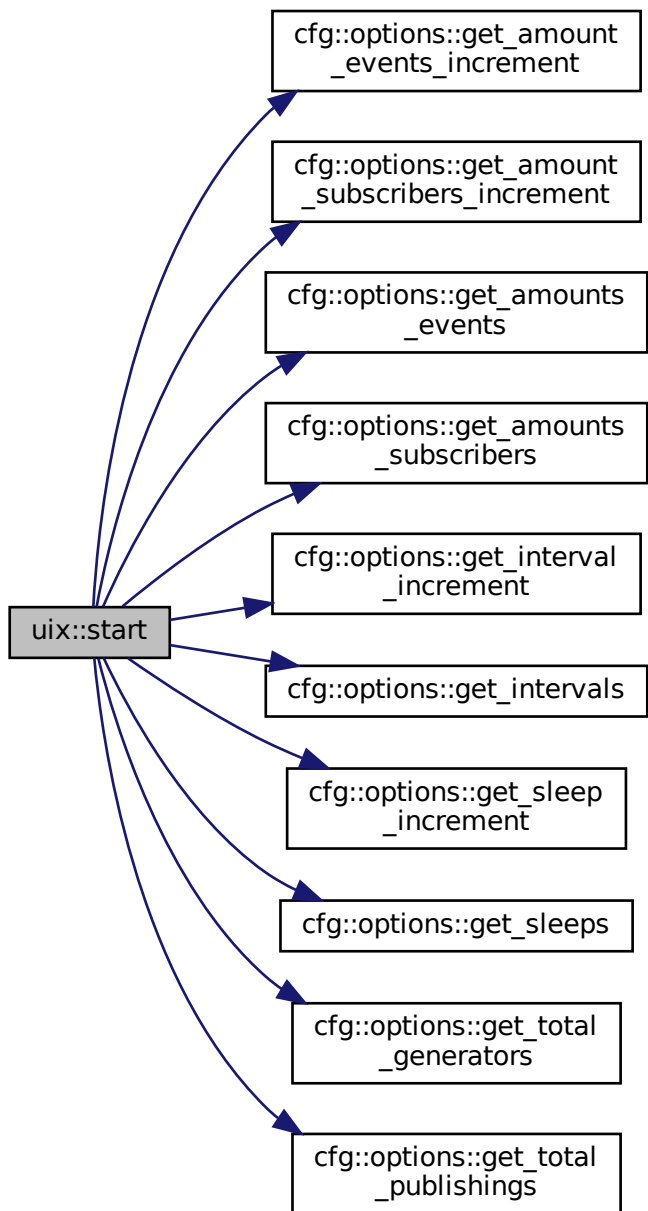 cfg::options::get_amount
_events_increment
cfg::options::get_amount
_subscribers_increment
cfg::options::get_amounts
_events
cfg::options::get_amounts
_subscribers
cfg::options::get_interval
_increment
uix::start
cfg::options::get_intervals
cfg::options::get_sleep
_increment
cfg::options::get_sleeps
cfg::options::get_total
_generators
cfg::options::get_total
_publishings